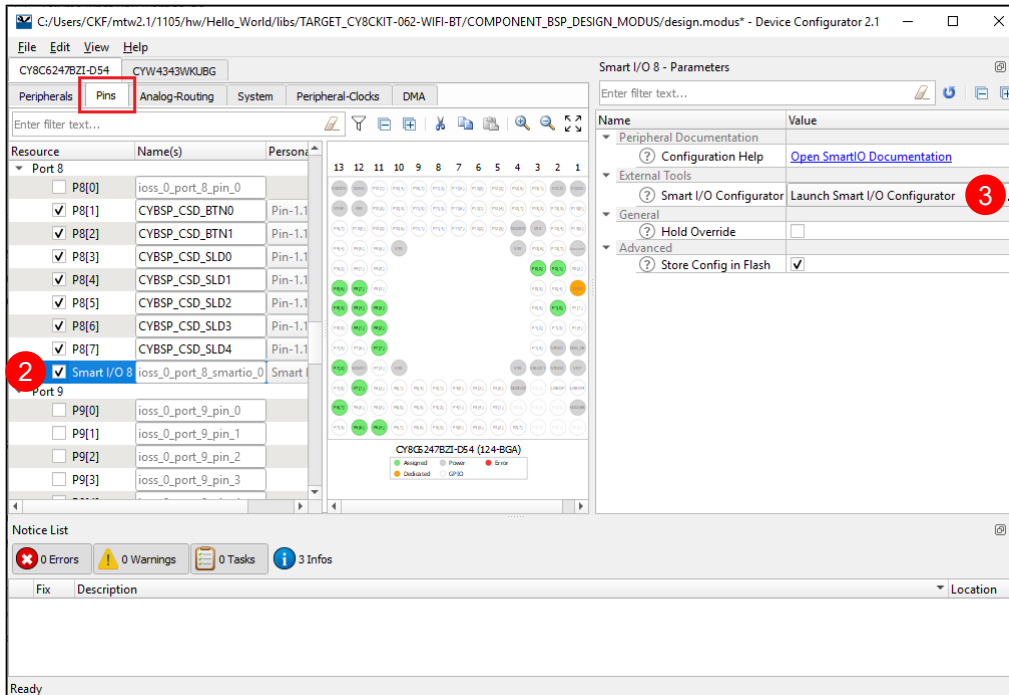 C:/Users/CKF/mtw2.1/1105/hw/Hello_World/libs/TARGET_CY8CKIT-062-WIFI-BT/COMPONENT_BSP_DESIGN_MODUS/design.modus* - Device Configurator 2.1
File Edit View Help
CY8C6247BZI-D54 CYW4343WKUBG
Peripherals Pins Analog-Routing System Peripheral-Clocks DMA
Enter filter text...
Resource Name(s) Persona
Port 8
P8[0] ioss_0_port_8_pin_0
P8[1] CYBSP_CSD_BTN0 Pin-1.1
P8[2] CYBSP_CSD_BTN1 Pin-1.1
P8[3] CYBSP_CSD_SLD0 Pin-1.1
P8[4] CYBSP_CSD_SLD1 Pin-1.1
P8[5] CYBSP_CSD_SLD2 Pin-1.1
P8[6] CYBSP_CSD_SLD3 Pin-1.1
P8[7] CYBSP_CSD_SLD4 Pin-1.1
2 Smart I/O 8 ioss_0_port_8_smartio_0 Smart I
Port 9
P9[0] ioss_0_port_9_pin_0
P9[1] ioss_0_port_9_pin_1
P9[2] ioss_0_port_9_pin_2
P9[3] ioss_0_port_9_pin_3
13 12 11 10 9 8 7 6 5 4 3 2 1
CY8C6247BZI-D54 (124-BGA)
Assigned Power Error
Dedicated GPIO
Smart I/O 8 - Parameters
Enter filter text...
Name Value
Peripheral Documentation
Configuration Help Open SmartIO Documentation
External Tools
Smart I/O Configurator Launch Smart I/O Configurator 3
General
Hold Override
Advanced
Store Config in Flash
Notice List
0 Errors 0 Warnings 0 Tasks 3 Infos
Fix Description Location
Ready